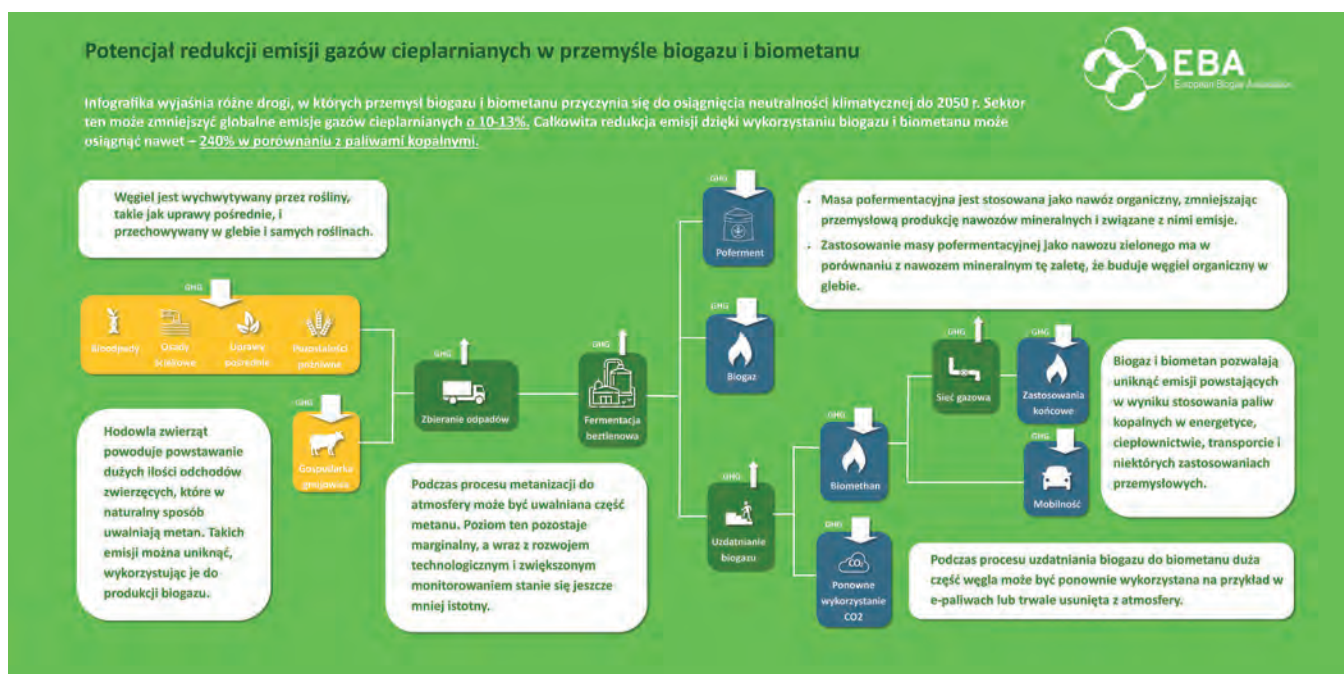 Potencjał redukcji emisji gazów cieplarnianych w przemyśle biogazu i biometanu
EBA
European Biogas Association
Infografika wyjaśnia różne drogi, w których przemysł biogazu i biometanu przyczynia się do osiągnięcia neutralności klimatycznej do 2050 r. Sektor
ten może zmniejszyć globalne emisje gazów cieplarnianych o 10-13%. Całkowita redukcja emisji dzięki wykorzystaniu biogazu i biometanu może
osiągnąć nawet – 240% w porównaniu z paliwami kopalnymi.
Węgiel jest wychwytywany przez rośliny,
takie jak uprawy pośrednie, i
przechowywany w glebie i samych roślinach.
GHG
Bioodpady
Osady
ściekowe
Uprawy
pośrednie
Pozostałości
pożniwne
Hodowla zwierząt
powoduje powstawanie
dużych ilości odchodów
zwierzęcych, które w
naturalny sposób
uwalniają metan. Takich
emisji można uniknąć,
wykorzystując je do
produkcji biogazu.
GHG
Gospodarka
gnojowica
GHG
Zbieranie odpadów
Podczas procesu metanizacji do
atmosfery może być uwalniana część
metanu. Poziom ten pozostaje
marginalny, a wraz z rozwojem
technologicznym i zwiększonym
monitorowaniem stanie się jeszcze
mniej istotny.
GHG
Fermentacja
beztlenowa
GHG
Poferment
GHG
Biogaz
GHG
Uzdatnianie
biogazu
• Masa pofermentacyjna jest stosowana jako nawóz organiczny, zmniejszając
przemysłową produkcję nawozów mineralnych i związane z nimi emisje.
• Zastosowanie masy pofermentacyjnej jako nawozu zielonego ma w
porównaniu z nawozem mineralnym tę zaletę, że buduje węgiel organiczny w
glebie.
GHG
Biomethan
GHG
CO₂
Ponowne
wykorzystanie
CO2
GHG
Sieć gazowa
GHG
Zastosowania
końcowe
GHG
Mobilność
Biogaz i biometan pozwalają
uniknąć emisji powstających
w wyniku stosowania paliw
kopalnych w energetyce,
ciepłownictwie, transporcie i
niektórych zastosowaniach
przemysłowych.
Podczas procesu uzdatniania biogazu do biometanu duża
część węgla może być ponownie wykorzystana na przykład w
e-paliwach lub trwale usunięta z atmosfery.